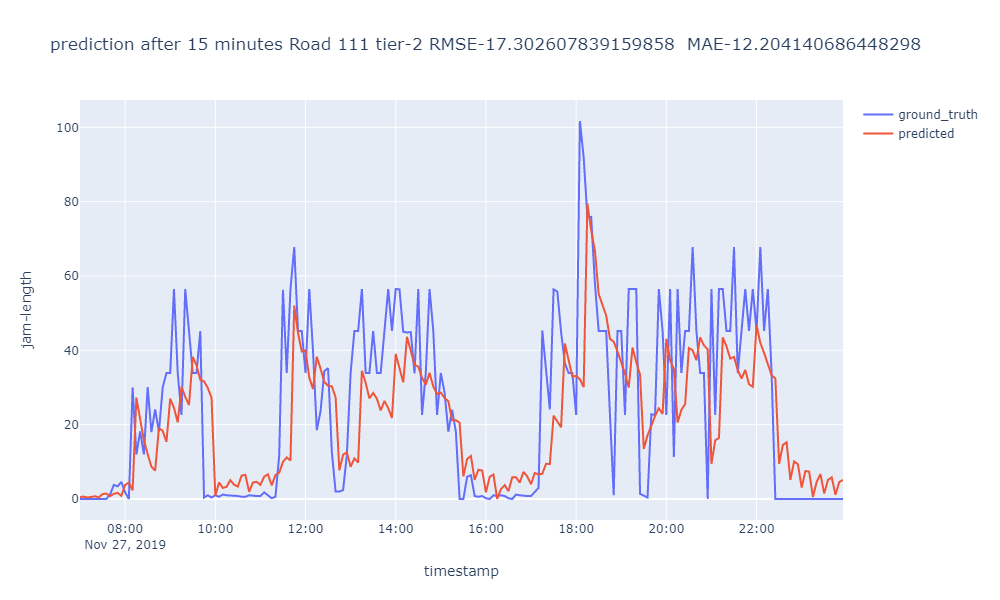 prediction after 15 minutes Road 111 tier-2 RMSE-17.302607839159858  MAE-12.204140686448298
ground_truth
predicted
jam-length
100
80
60
40
20
0
08:00 10:00 12:00 14:00 16:00 18:00 20:00 22:00
Nov 27, 2019
timestamp